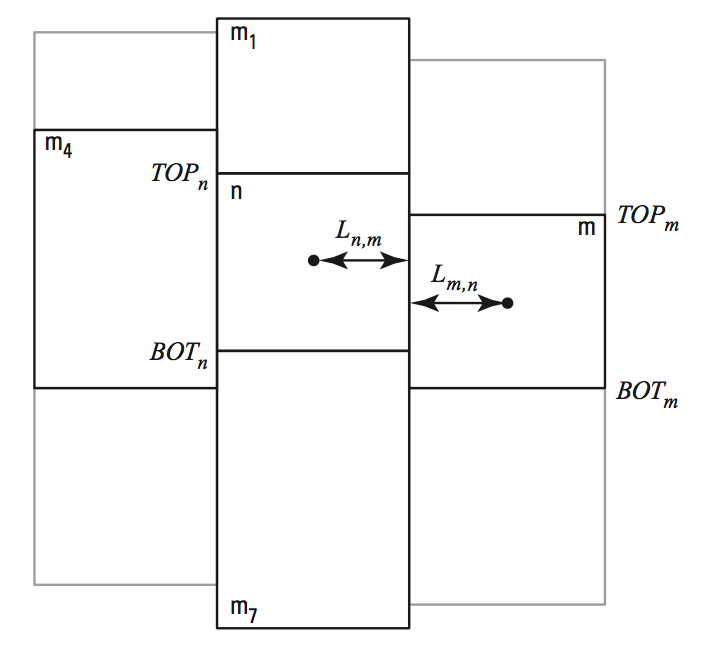 m₁
m₄
TOPₙ
n
TOPₘ
m
Lₙ,ₘ
Lₘ,ₙ
BOTₙ
BOTₘ
m₇